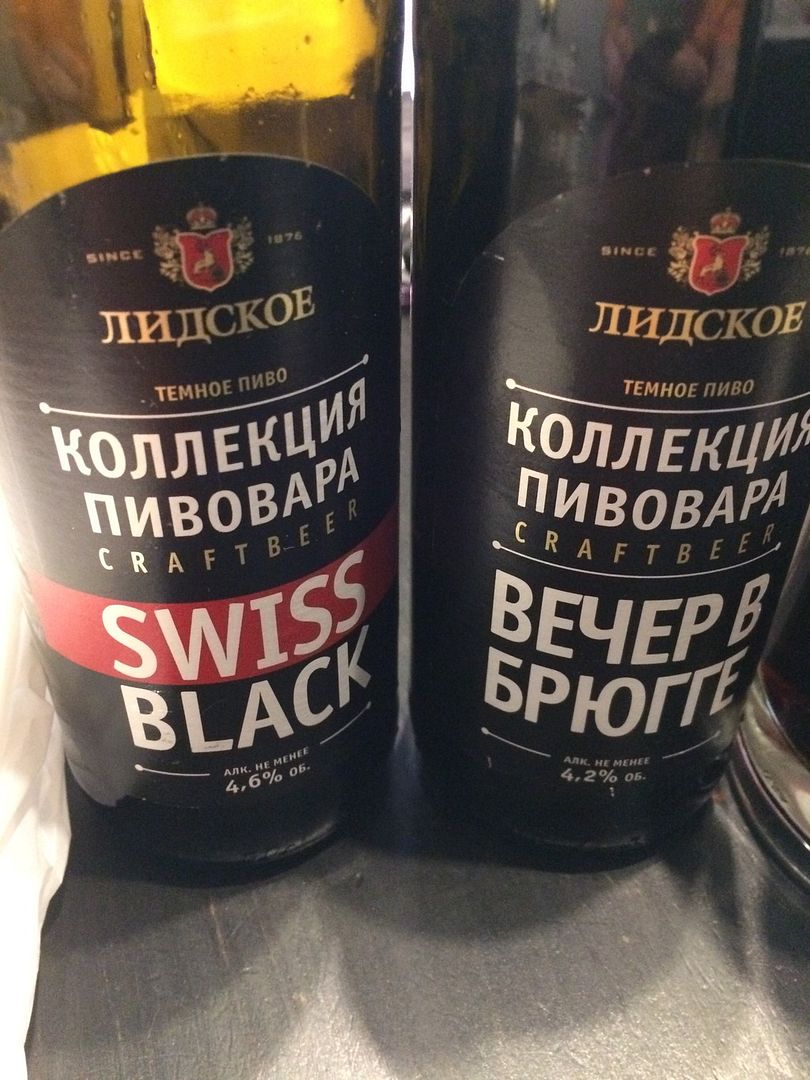 SINCE 1876
ЛИДСКОЕ
ТЕМНОЕ ПИВО
КОЛЛЕКЦИЯ
ПИВОВАРА
CRAFTBEER
SWISS
BLACK
АЛК. НЕ МЕНЕЕ
4,6% ОБ.
SINCE 1876
ЛИДСКОЕ
ТЕМНОЕ ПИВО
КОЛЛЕКЦИЯ
ПИВОВАРА
CRAFTBEER
ВЕЧЕР В
БРЮГГЕ
АЛК. НЕ МЕНЕЕ
4,2% ОБ.